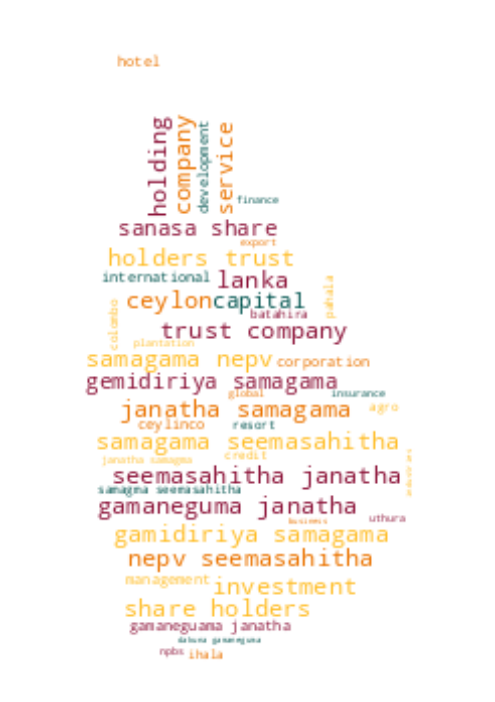 hotel
holding
company
development
service
finance
sanasa share
export
holders trust
international
lanka
pahala
ceylon
capital
batahira
colombo
trust company
plantation
samagama nepv
corporation
gemidiriya samagama
global
insurance
janatha samagama
agro
ceylinco
resort
samagama seemasahitha
credit
janatha samagma
seemasahitha janatha
samagma seemasahitha
gamaneguma janatha
business
uthura
gamidiriya samagama
nepv seemasahitha
management
investment
share holders
gamaneguama janatha
dakuna gamaneguma
npbs
ihala